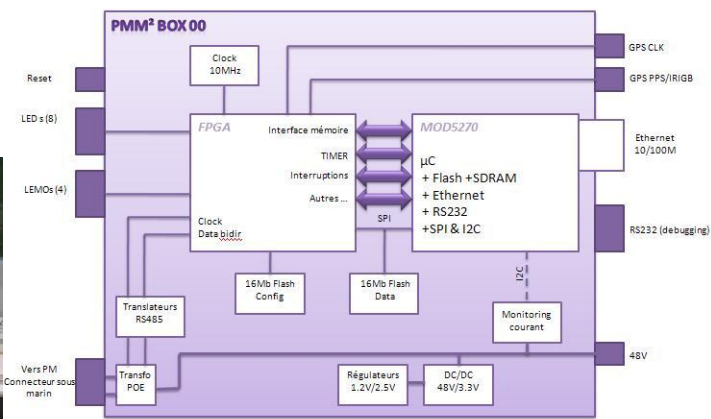 PMM² BOX 00
Clock
10MHz
GPS CLK
GPS PPS/IRIGB
Reset
LED s (8)
LEMOs (4)
FPGA
Interface mémoire
TIMER
Interruptions
Autres ...
Clock
Data bidir
MOD5270
µC
+ Flash +SDRAM
+ Ethernet
+ RS232
+SPI & I2C
SPI
Ethernet
10/100M
RS232 (debugging)
I2C
16Mb Flash
Config
16Mb Flash
Data
Translateurs
RS485
Monitoring
courant
48V
Vers PM
Connecteur sous
marin
Transfo
POE
Régulateurs
1.2V/2.5V
DC/DC
48V/3.3V